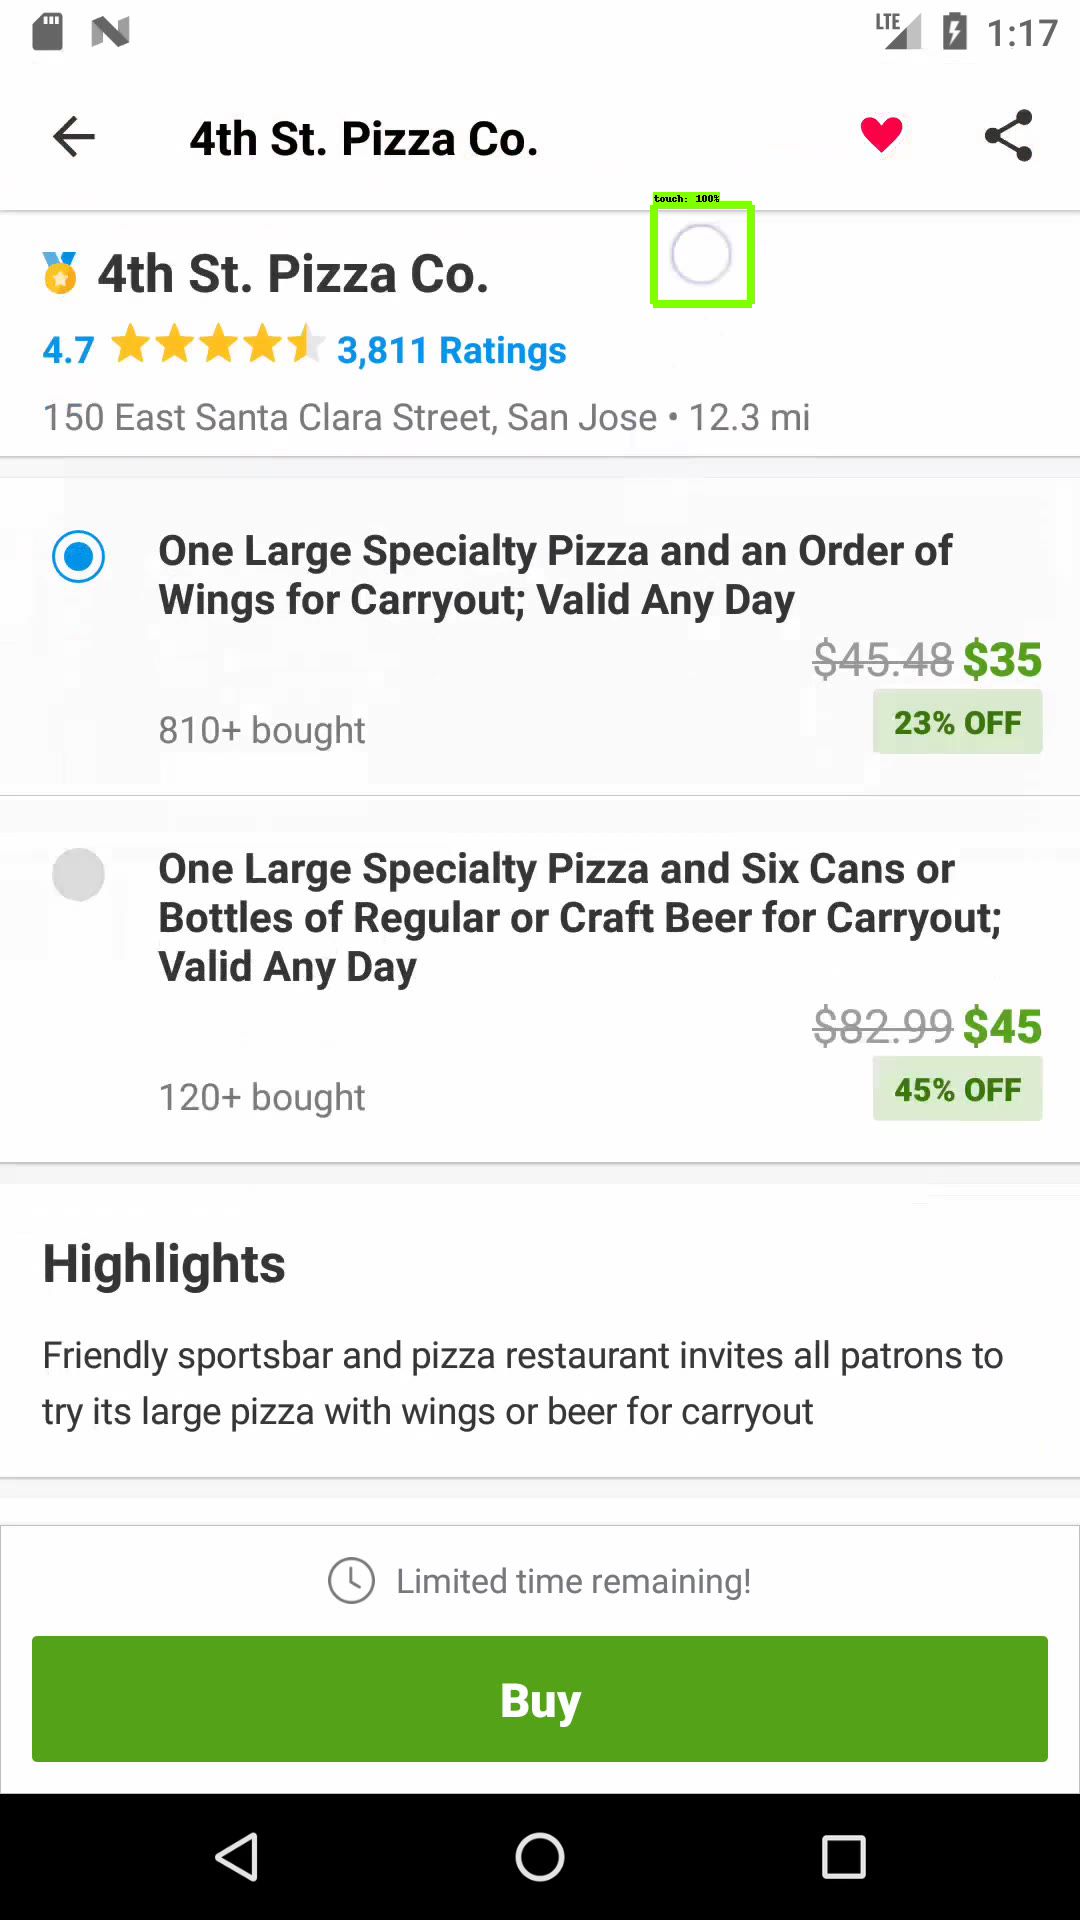 LTE 1:17
4th St. Pizza Co.
touch: 100%
4th St. Pizza Co.
4.7 3,811 Ratings
150 East Santa Clara Street, San Jose • 12.3 mi
One Large Specialty Pizza and an Order of
Wings for Carryout; Valid Any Day
$45.48 $35
810+ bought
23% OFF
One Large Specialty Pizza and Six Cans or
Bottles of Regular or Craft Beer for Carryout;
Valid Any Day
$82.99 $45
120+ bought
45% OFF
Highlights
Friendly sportsbar and pizza restaurant invites all patrons to
try its large pizza with wings or beer for carryout
Limited time remaining!
Buy